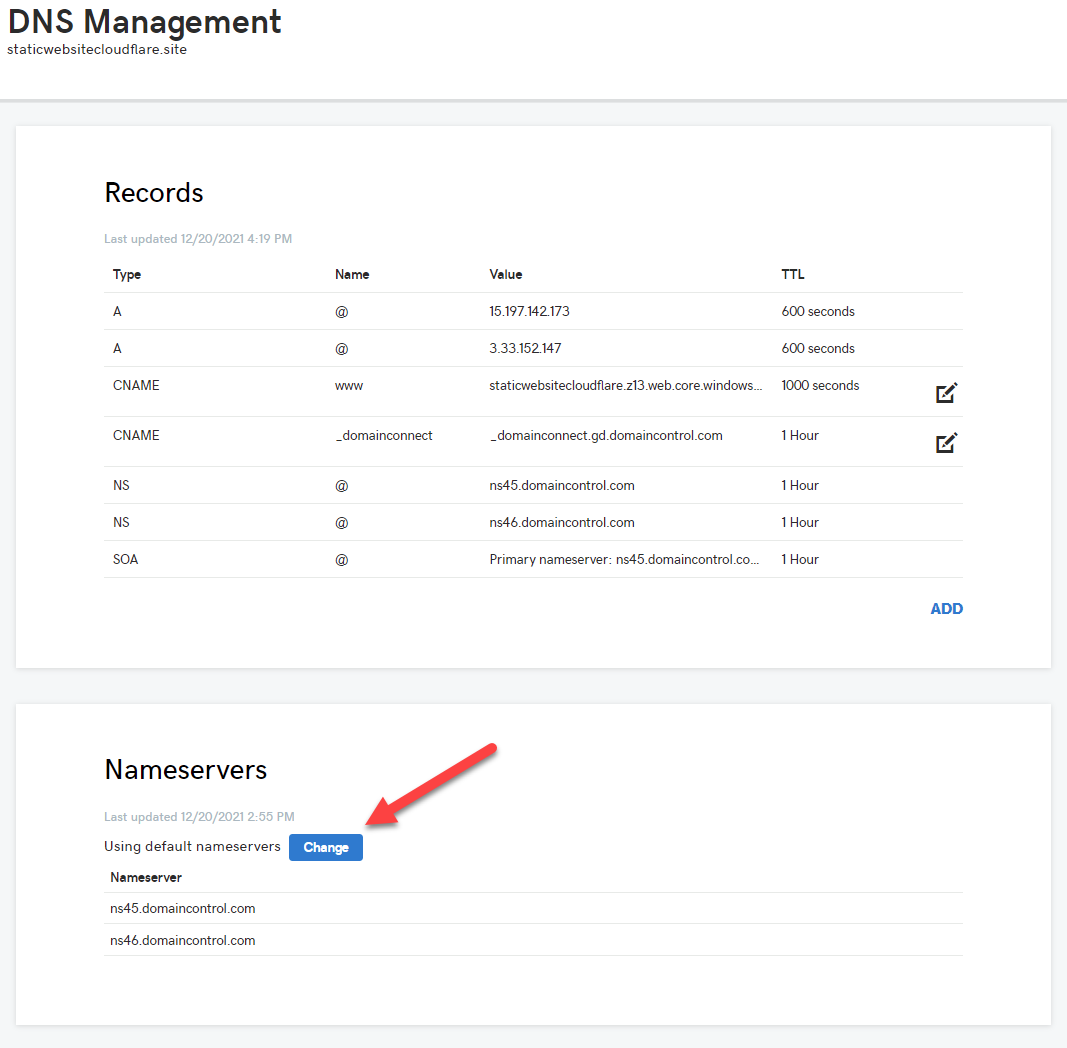 DNS Management
staticwebsitecloudflare.site
Records
Last updated 12/20/2021 4:19 PM
Type Name Value TTL
A @ 15.197.142.173 600 seconds
A @ 3.33.152.147 600 seconds
CNAME www staticwebsitecloudflare.z13.web.core.windows... 1000 seconds
CNAME _domainconnect _domainconnect.gd.domaincontrol.com 1 Hour
NS @ ns45.domaincontrol.com 1 Hour
NS @ ns46.domaincontrol.com 1 Hour
SOA @ Primary nameserver: ns45.domaincontrol.co... 1 Hour
ADD
Nameservers
Last updated 12/20/2021 2:55 PM
Using default nameservers Change
Nameserver
ns45.domaincontrol.com
ns46.domaincontrol.com